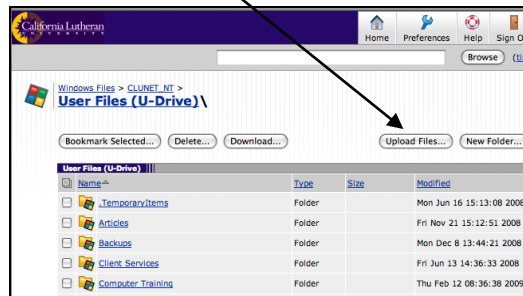 California Lutheran
UNIVERSITY
Home Preferences Help Sign O
Browse (ti
Windows Files > CLUNET_NT >
User Files (U-Drive)\
Bookmark Selected... Delete... Download... Upload Files... New Folder...
User Files (U-Drive)
Name Type Size Modified
.TemporaryItems Folder Mon Jun 16 15:13:08 2008
Articles Folder Fri Nov 21 15:12:51 2008
Backups Folder Mon Dec 8 13:44:21 2008
Client Services Folder Fri Jun 13 14:36:33 2008
Computer Training Folder Thu Feb 12 08:36:38 2009